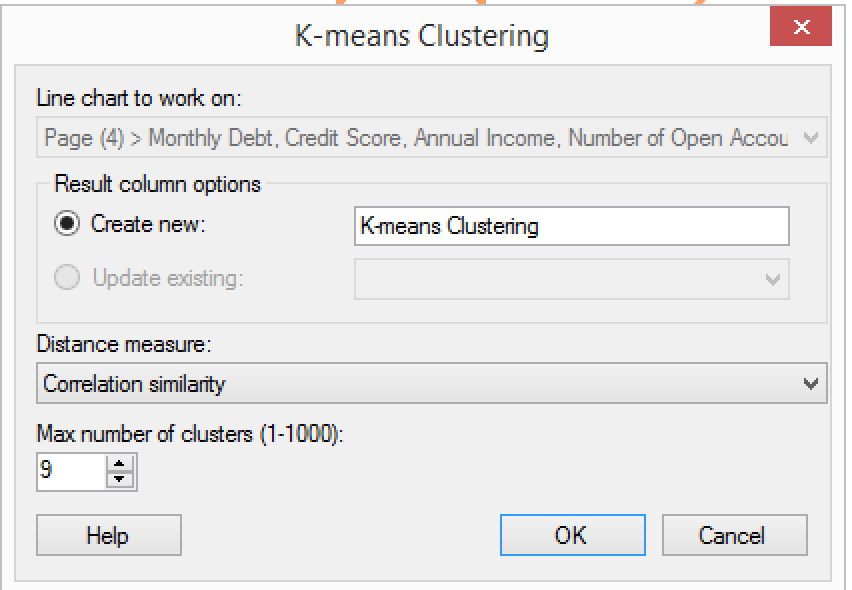 K-means Clustering
Line chart to work on:
Page (4) > Monthly Debt, Credit Score, Annual Income, Number of Open Accou
Result column options
Create new:
K-means Clustering
Update existing:
Distance measure:
Correlation similarity
Max number of clusters (1-1000):
9
Help
OK
Cancel